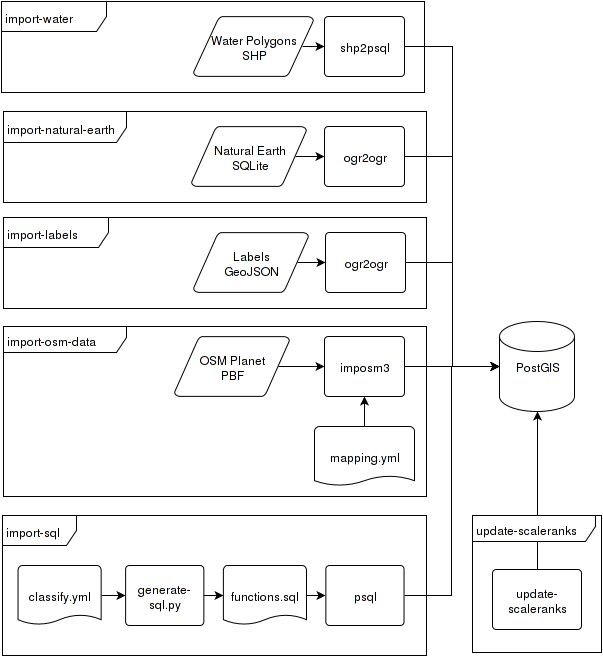 import-water
Water Polygons
SHP
shp2psql
import-natural-earth
Natural Earth
SQLite
ogr2ogr
import-labels
Labels
GeoJSON
ogr2ogr
import-osm-data
OSM Planet
PBF
imposm3
PostGIS
mapping.yml
import-sql
classify.yml
generate-
sql.py
functions.sql
psql
update-scaleranks
update-
scaleranks